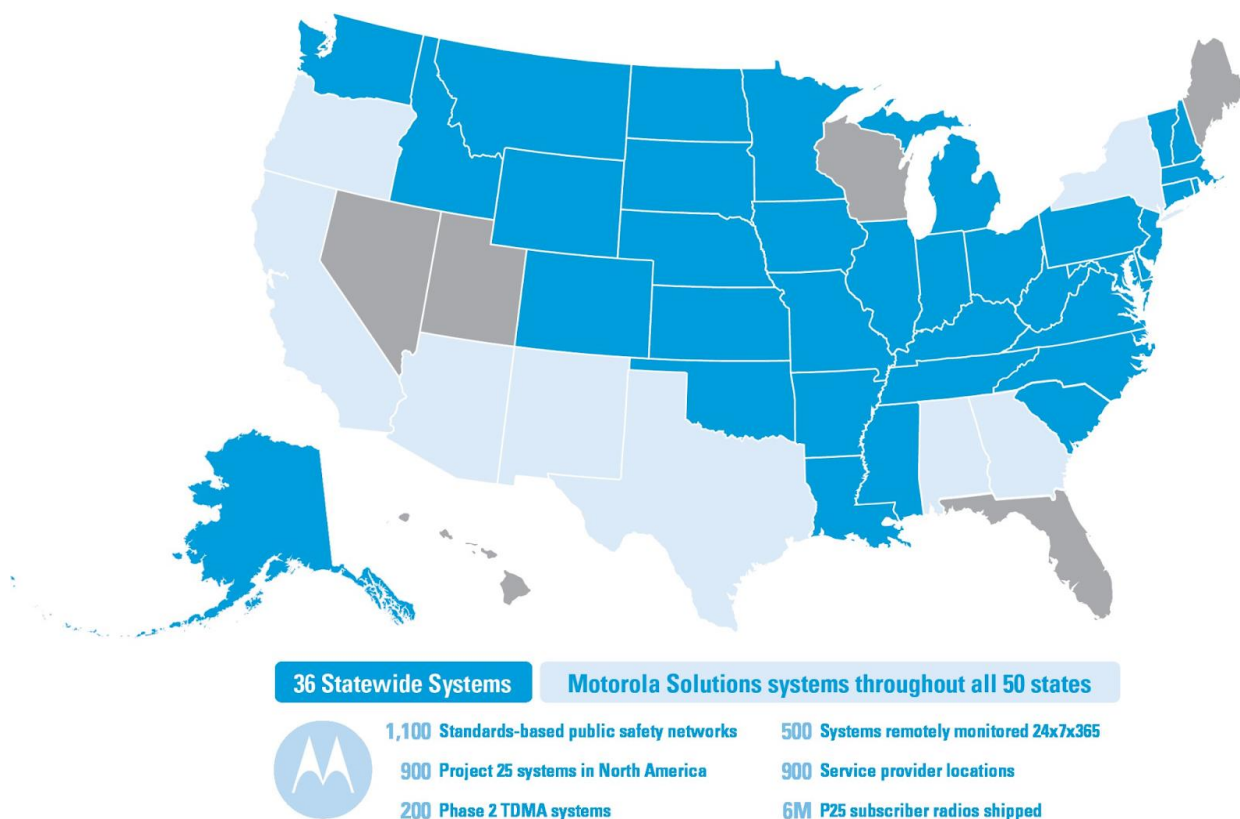 36 Statewide Systems
Motorola Solutions systems throughout all 50 states
1,100 Standards-based public safety networks
900 Project 25 systems in North America
200 Phase 2 TDMA systems
500 Systems remotely monitored 24x7x365
900 Service provider locations
6M P25 subscriber radios shipped